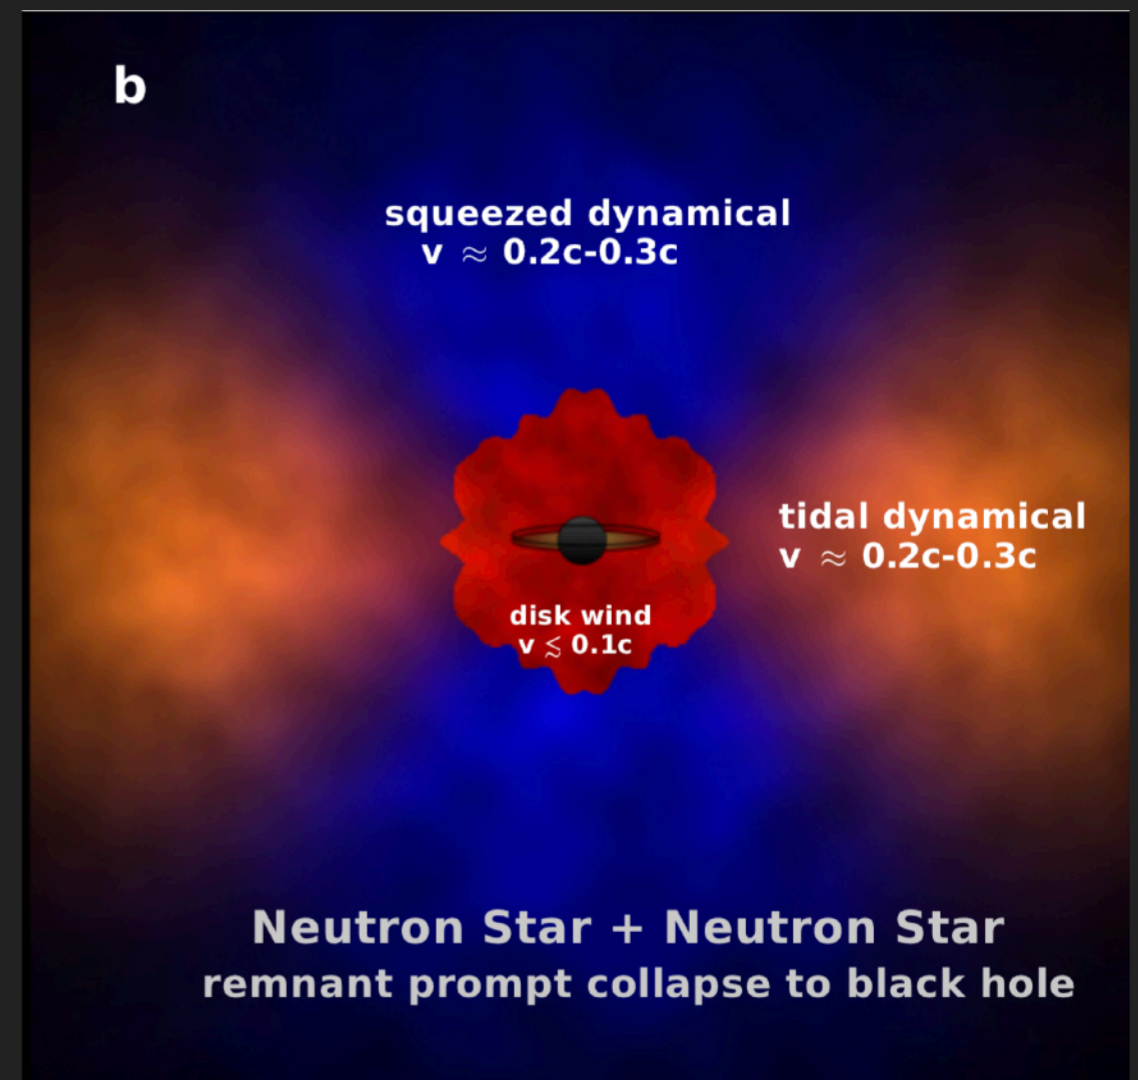 b
squeezed dynamical
v ≈ 0.2c-0.3c
tidal dynamical
v ≈ 0.2c-0.3c
disk wind
v ≲ 0.1c
Neutron Star + Neutron Star
remnant prompt collapse to black hole